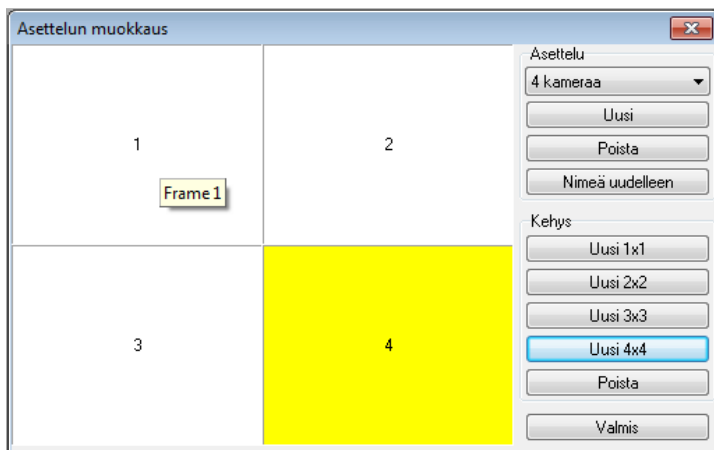 Asettelun muokkaus
1
2
Frame 1
3
4
Asettelu
4 kameraa
Uusi
Poista
Nimeä uudelleen
Kehys
Uusi 1x1
Uusi 2x2
Uusi 3x3
Uusi 4x4
Poista
Valmis